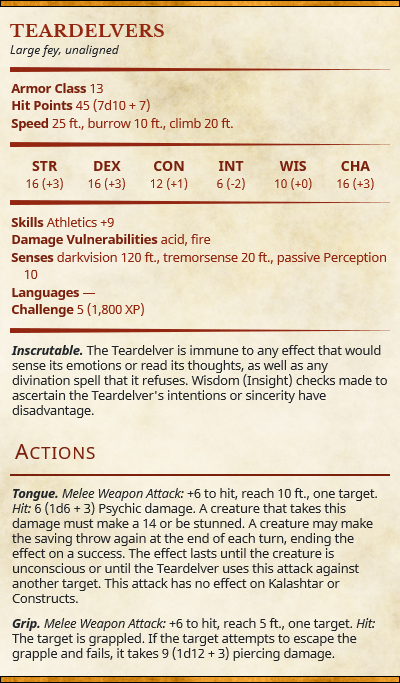 TEARDELVERS
Large fey, unaligned
Armor Class 13
Hit Points 45 (7d10 + 7)
Speed 25 ft., burrow 10 ft., climb 20 ft.
STR DEX CON INT WIS CHA
16 (+3) 16 (+3) 12 (+1) 6 (-2) 10 (+0) 16 (+3)
Skills Athletics +9
Damage Vulnerabilities acid, fire
Senses darkvision 120 ft., tremorsense 20 ft., passive Perception
10
Languages —
Challenge 5 (1,800 XP)
Inscrutable. The Teardelver is immune to any effect that would
sense its emotions or read its thoughts, as well as any
divination spell that it refuses. Wisdom (Insight) checks made to
ascertain the Teardelver's intentions or sincerity have
disadvantage.
ACTIONS
Tongue. Melee Weapon Attack: +6 to hit, reach 10 ft., one target.
Hit: 6 (1d6 + 3) Psychic damage. A creature that takes this
damage must make a 14 or be stunned. A creature may make
the saving throw again at the end of each turn, ending the
effect on a success. The effect lasts until the creature is
unconscious or until the Teardelver uses this attack against
another target. This attack has no effect on Kalashtar or
Constructs.
Grip. Melee Weapon Attack: +6 to hit, reach 5 ft., one target. Hit:
The target is grappled. If the target attempts to escape the
grapple and fails, it takes 9 (1d12 + 3) piercing damage.